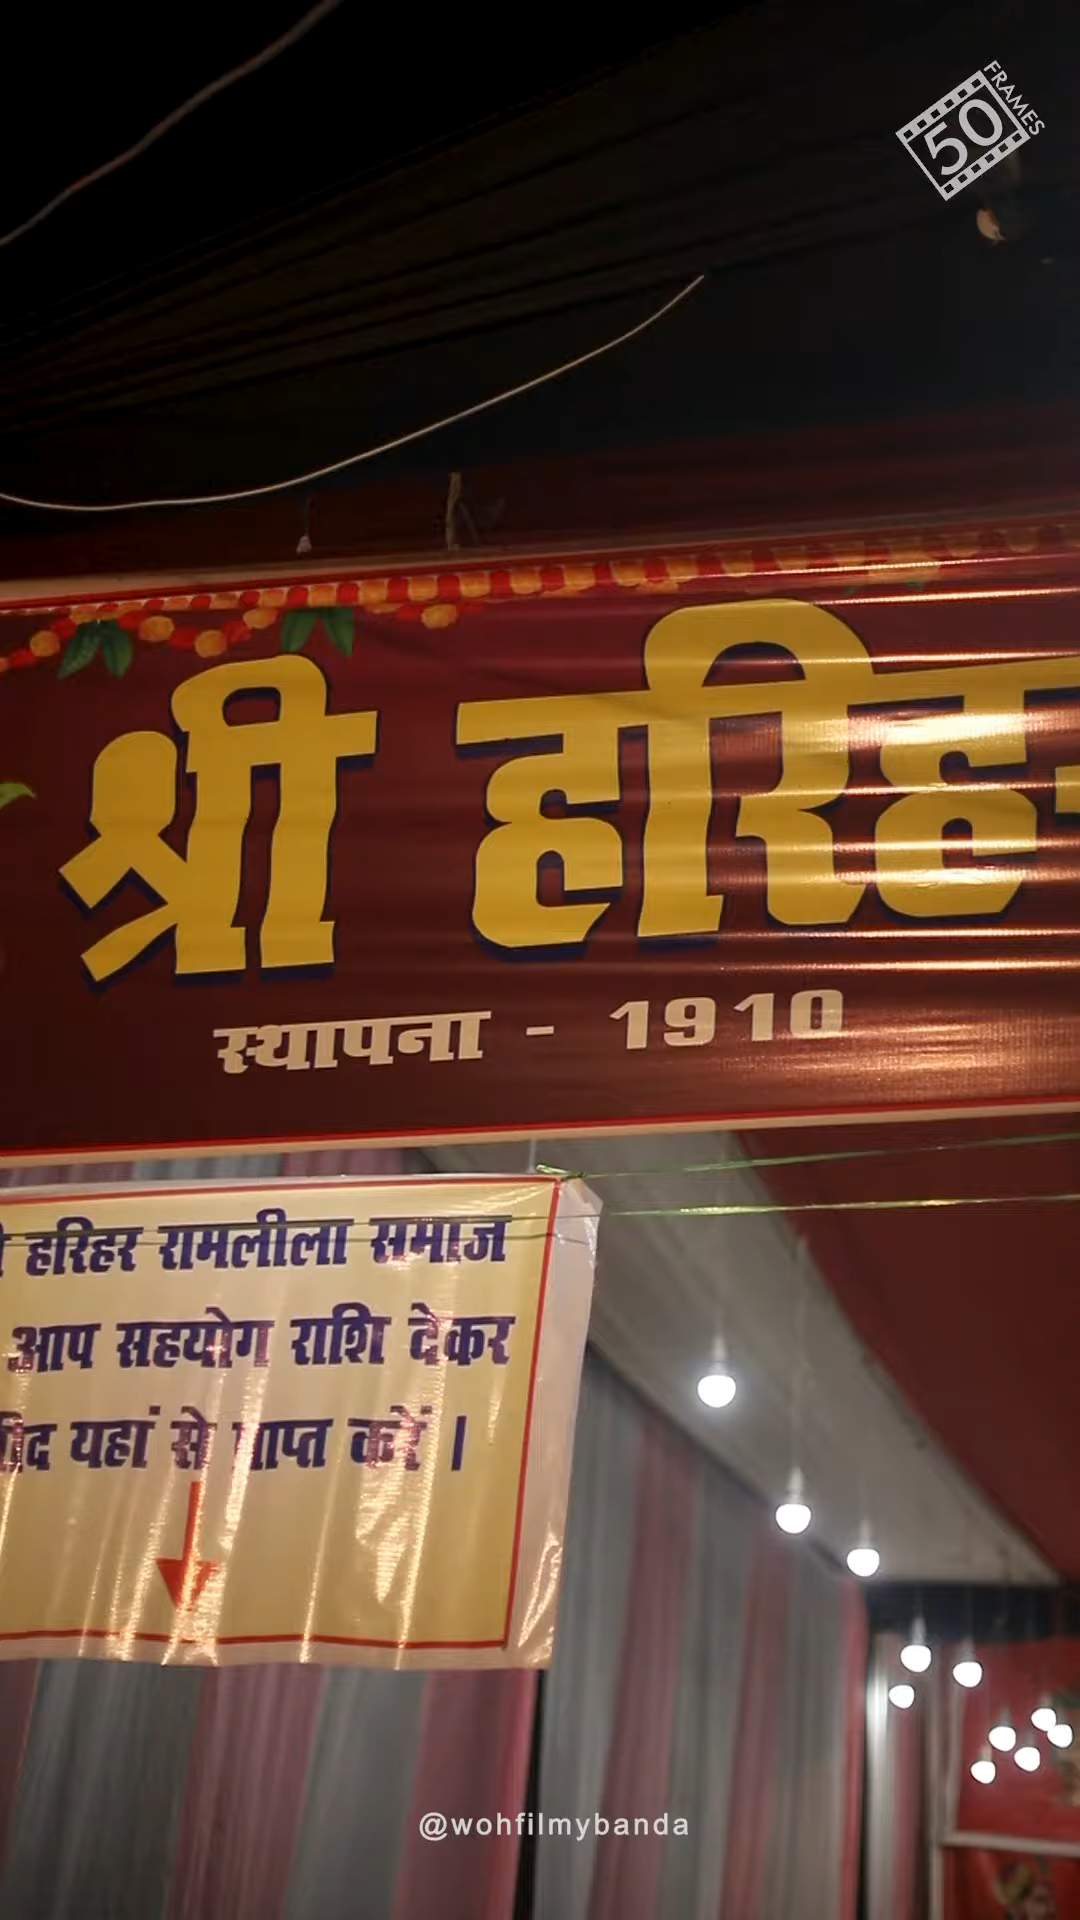 50
FRAMES
श्री हरिह
स्थापना - 1910
हरिहर रामलीला समाज
आप सहयोग राशि देकर
यहां से प्राप्त करें ।
@wohfilmybanda